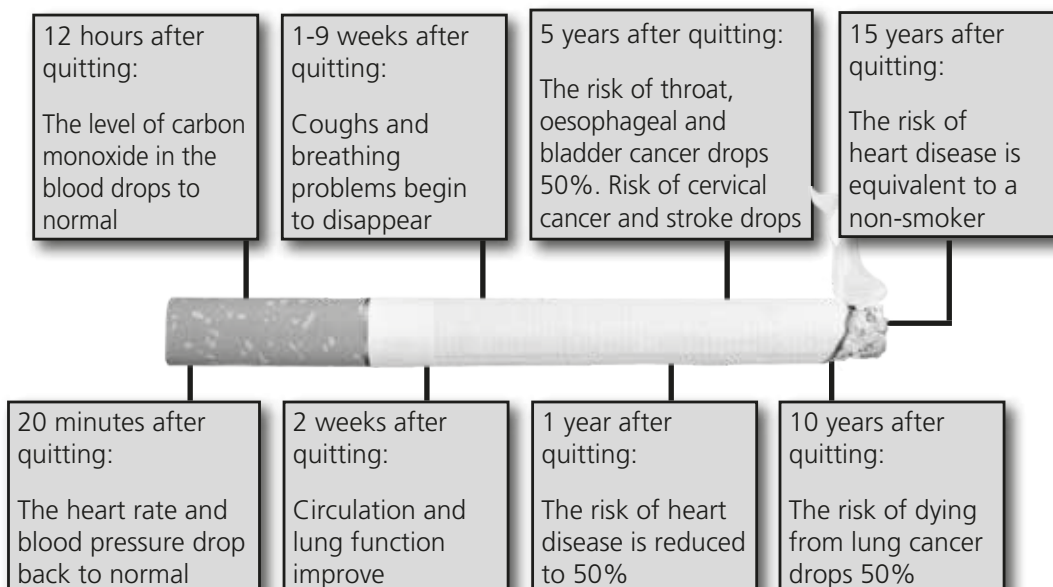 12 hours after
quitting:
The level of carbon
monoxide in the
blood drops to
normal
1-9 weeks after
quitting:
Coughs and
breathing
problems begin
to disappear
5 years after quitting:
The risk of throat,
oesophageal and
bladder cancer drops
50%. Risk of cervical
cancer and stroke drops
15 years after
quitting:
The risk of
heart disease is
equivalent to a
non-smoker
20 minutes after
quitting:
The heart rate and
blood pressure drop
back to normal
2 weeks after
quitting:
Circulation and
lung function
improve
1 year after
quitting:
The risk of heart
disease is reduced
to 50%
10 years after
quitting:
The risk of dying
from lung cancer
drops 50%